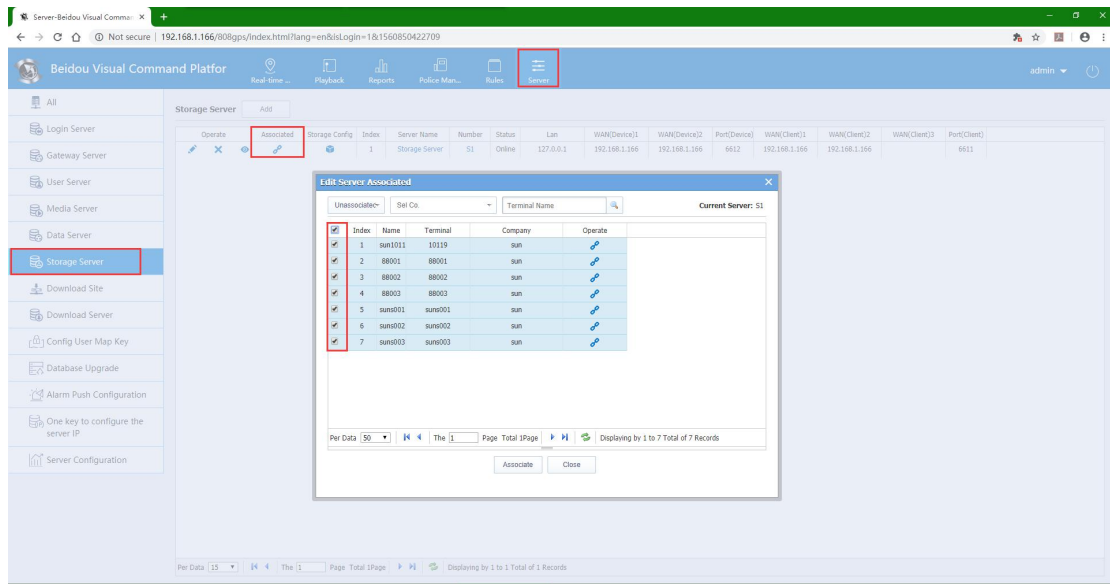 Server-Beidou Visual Comman
Not secure | 192.168.1.166/808gps/index.html?lang=en&isLogin=1&1560850422709
Beidou Visual Command Platfor
Real-time ... Playback Reports Police Man... Rules Server
admin
All
Login Server
Gateway Server
User Server
Media Server
Data Server
Storage Server
Download Site
Download Server
Config User Map Key
Database Upgrade
Alarm Push Configuration
One key to configure the
server IP
Server Configuration
Storage Server Add
Operate Associated Storage Config Index Server Name Number Status Lan WAN(Device)1 WAN(Device)2 Port(Device) WAN(Client)1 WAN(Client)2 WAN(Client)3 Port(Client)
1 Storage Server S1 Online 127.0.0.1 192.168.1.166 192.168.1.166 6612 192.168.1.166 192.168.1.166 6611
Edit Server Associated
Unassociated Sel Co. Terminal Name Current Server: S1
Index Name Terminal Company Operate
1 sun1011 10119 sun
2 88001 88001 sun
3 88002 88002 sun
4 88003 88003 sun
5 suns001 suns001 sun
6 suns002 suns002 sun
7 suns003 suns003 sun
Per Data 50 The 1 Page Total 1Page Displaying by 1 to 7 Total of 7 Records
Associate Close
Per Data 15 The 1 Page Total 1Page Displaying by 1 to 1 Total of 1 Records